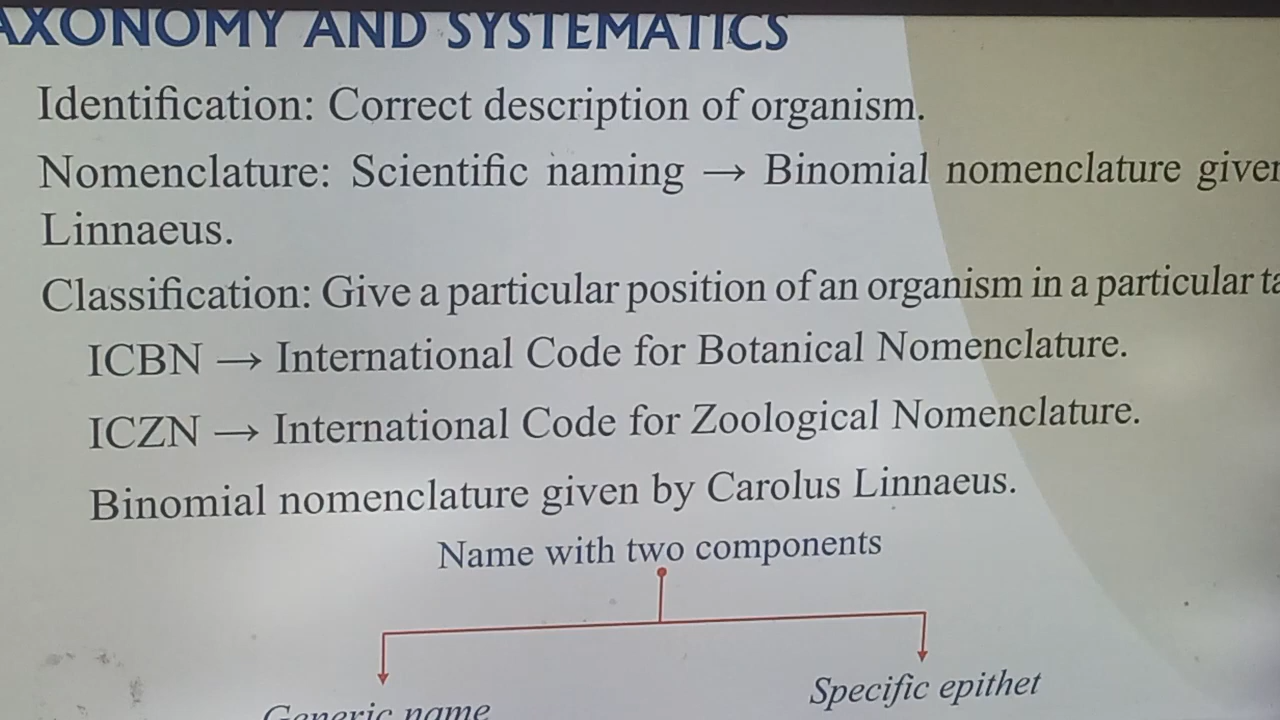 AXONOMY AND SYSTEMATICS
Identification: Correct description of organism.
Nomenclature: Scientific naming → Binomial nomenclature
Linnaeus.
Classification: Give a particular position of an organism in a particular
ICBN → International Code for Botanical Nomenclature.
ICZN → International Code for Zoological Nomenclature.
Binomial nomenclature given by Carolus Linnaeus.
Name with two components
Specific epithet
Generic name